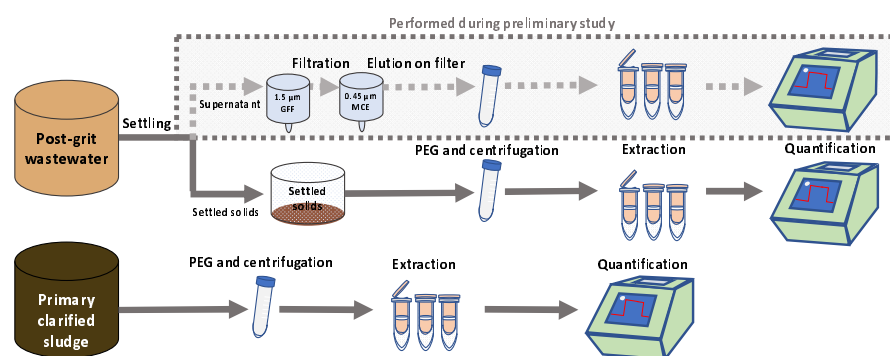 Performed during preliminary study
Filtration
Elution on filter
1.5 µm
GFF
0.45 µm
MCE
Supernatant
Settling
Post-grit
wastewater
PEG and centrifugation
Extraction
Quantification
Settled
solids
Settled solids
PEG and centrifugation
Extraction
Quantification
Primary
clarified
sludge